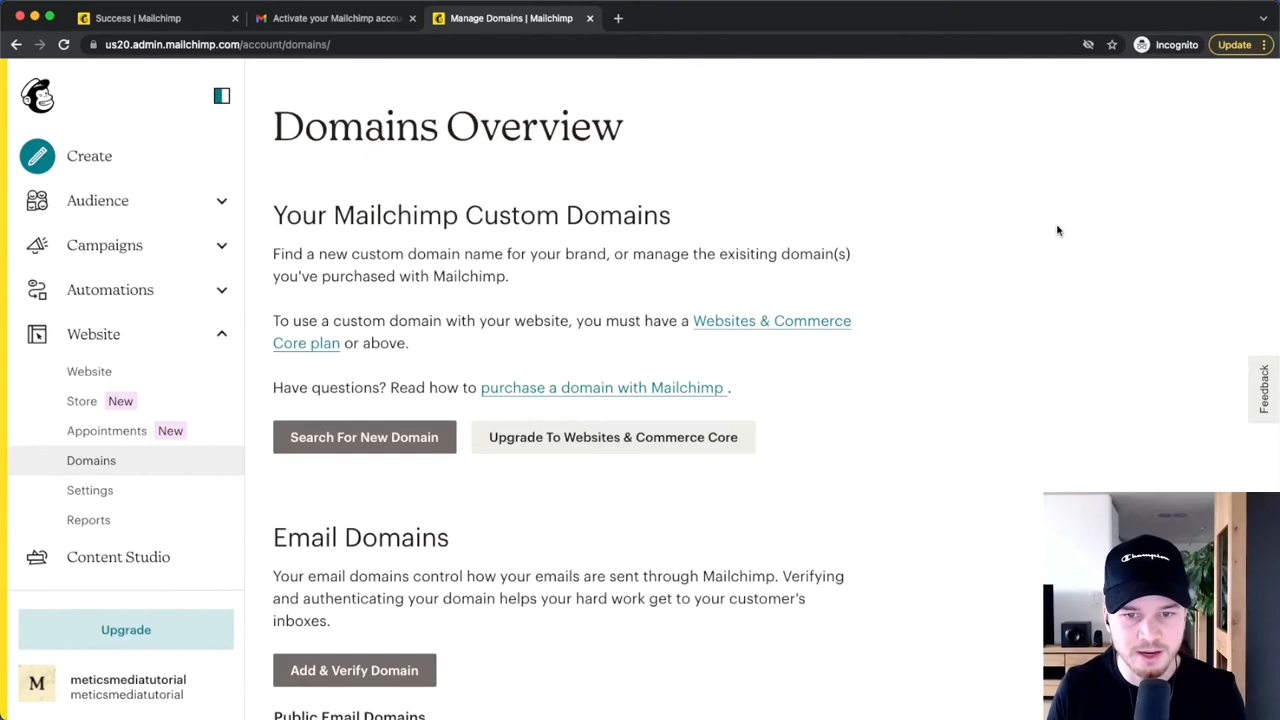 Success | Mailchimp
Activate your Mailchimp accou
Manage Domains | Mailchimp
us20.admin.mailchimp.com/account/domains/
Incognito
Update
Create
Audience
Campaigns
Automations
Website
Website
Store New
Appointments New
Domains
Settings
Reports
Content Studio
Upgrade
M
meticsmediatutorial
meticsmediatutorial
Domains Overview
Your Mailchimp Custom Domains
Find a new custom domain name for your brand, or manage the exisiting domain(s)
you've purchased with Mailchimp.
To use a custom domain with your website, you must have a Websites & Commerce
Core plan or above.
Have questions? Read how to purchase a domain with Mailchimp .
Search For New Domain
Upgrade To Websites & Commerce Core
Email Domains
Your email domains control how your emails are sent through Mailchimp. Verifying
and authenticating your domain helps your hard work get to your customer's
inboxes.
Add & Verify Domain
Public Email Domains
Feedback
Champion